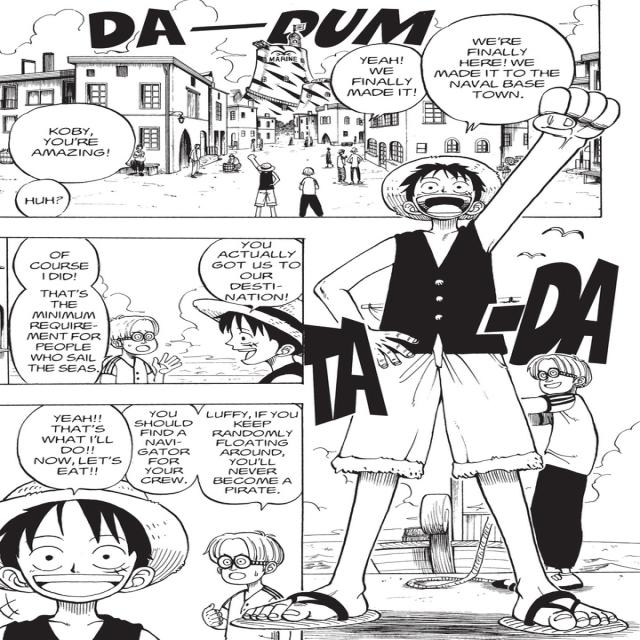 DA—DUM
WE'RE
FINALLY
HERE! WE
MADE IT TO THE
NAVAL BASE
TOWN.
YEAH!
WE
FINALLY
MADE IT!
MARINE
KOBY,
YOU'RE
AMAZING!
HUH?
TA-DA
YOU
ACTUALLY
GOT US TO
OUR
DESTI-
NATION!
OF
COURSE
I DID!
THAT'S
THE
MINIMUM
REQUIRE-
MENT FOR
PEOPLE
WHO SAIL
THE SEAS.
LUFFY, IF YOU
KEEP
RANDOMLY
FLOATING
AROUND,
YOU'LL
NEVER
BECOME A
PIRATE.
YOU
SHOULD
FIND A
NAVI-
GATOR
FOR
YOUR
CREW.
YEAH!!
THAT'S
WHAT I'LL
DO!!
NOW, LET'S
EAT!!